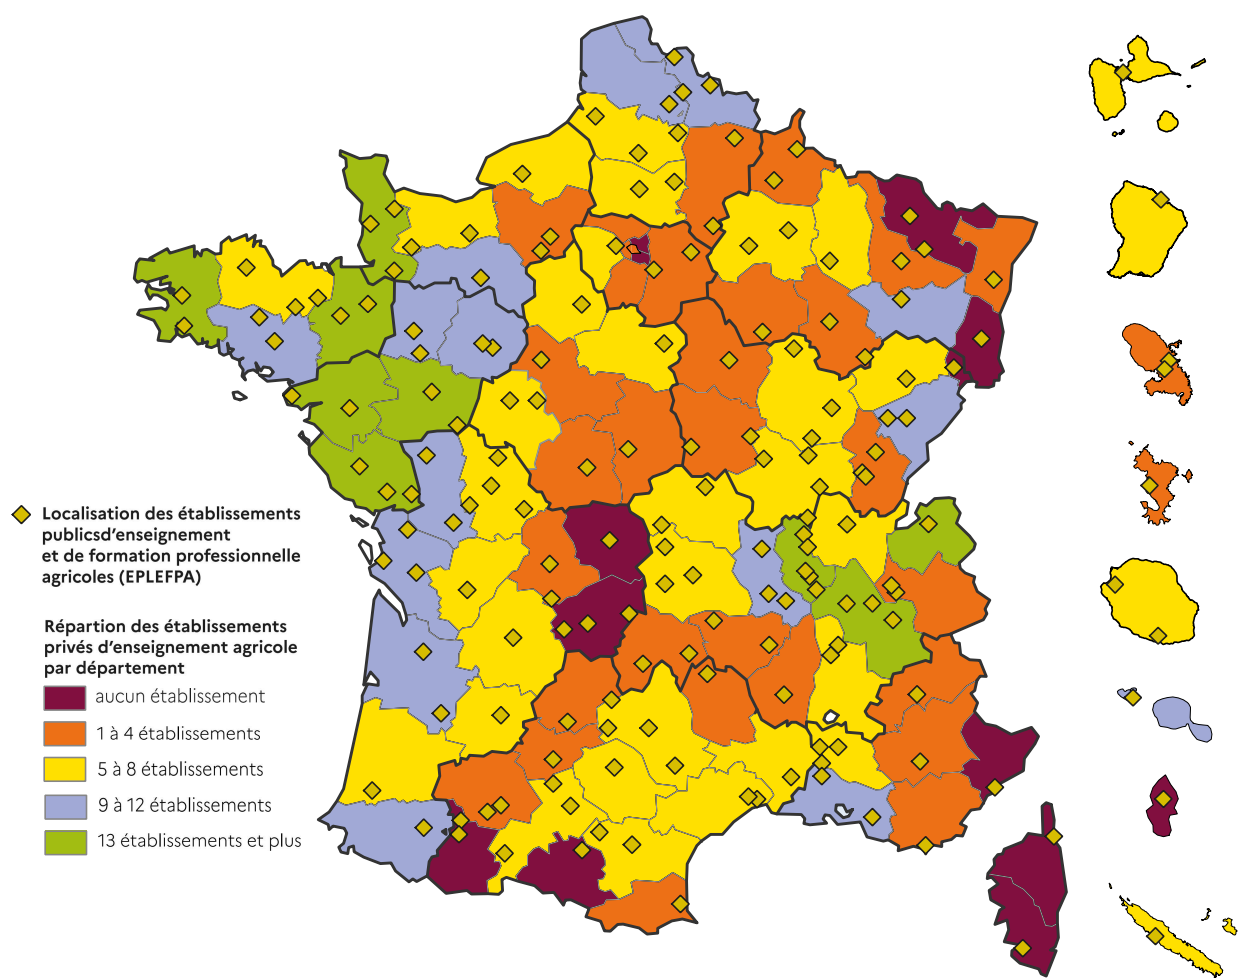 Localisation des établissements
publicsd’enseignement
et de formation professionnelle
agricoles (EPLEFPA)
Répartion des établissements
privés d’enseignement agricole
par département
aucun établissement
1 à 4 établissements
5 à 8 établissements
9 à 12 établissements
13 établissements et plus